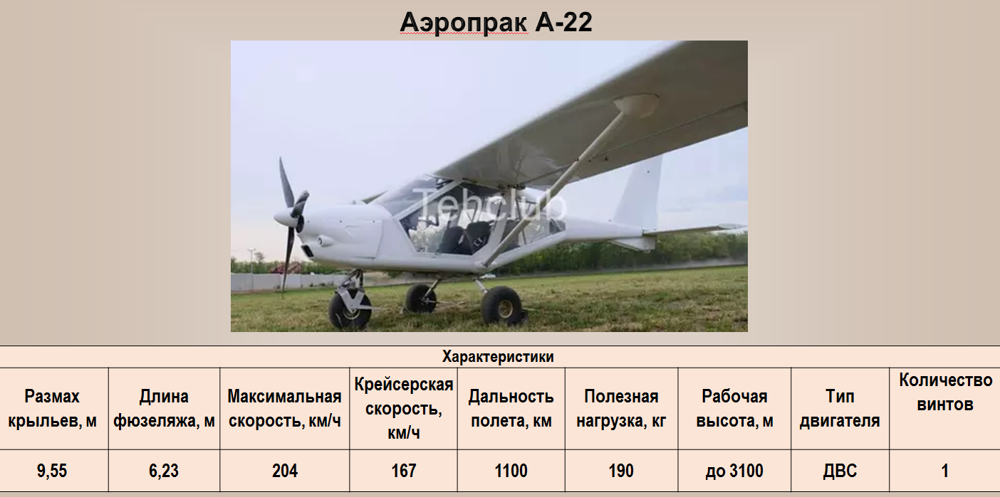 Аэропрак А-22
Tehclub
Характеристики
Размах
крыльев, м
Длина
фюзеляжа, м
Максимальная
скорость, км/ч
Крейсерская
скорость,
км/ч
Дальность
полета, км
Полезная
нагрузка, кг
Рабочая
высота, м
Тип
двигателя
Количество
винтов
9,55
6,23
204
167
1100
190
до 3100
ДВС
1